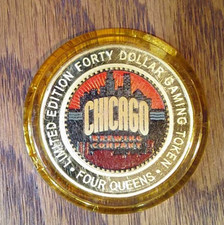 LIMITED EDITION FORTY DOLLAR GAMING TOKEN
CHICAGO
BREWING
COMPANY
• FOUR QUEENS •